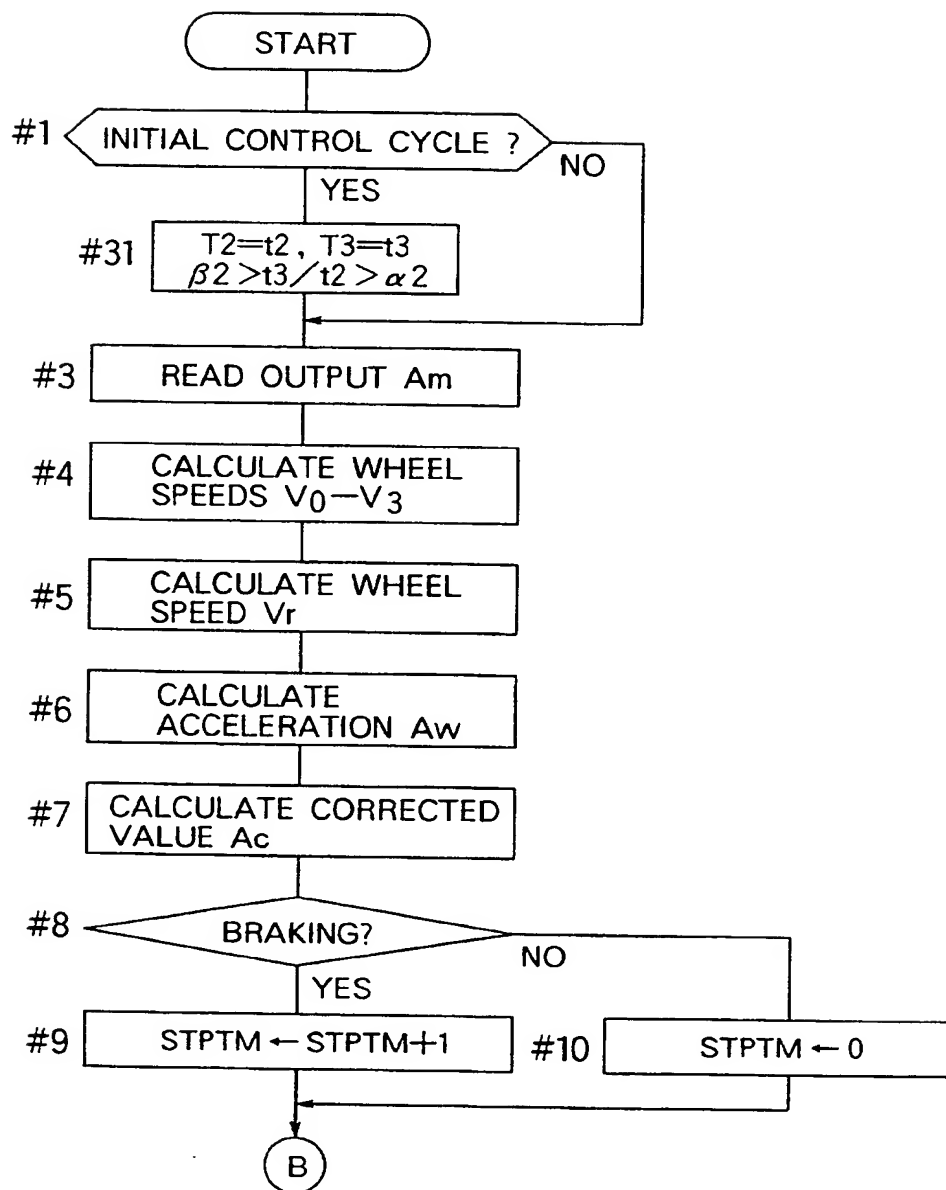 START
#1
INITIAL CONTROL CYCLE ?
NO
YES
#31
T2=t2, T3=t3
β2>t3/t2>α2
#3
READ OUTPUT Am
#4
CALCULATE WHEEL
SPEEDS V0—V3
#5
CALCULATE WHEEL
SPEED Vr
#6
CALCULATE
ACCELERATION Aw
#7
CALCULATE CORRECTED
VALUE Ac
#8
BRAKING?
NO
YES
#9
STPTM←STPTM+1
#10
STPTM←0
B